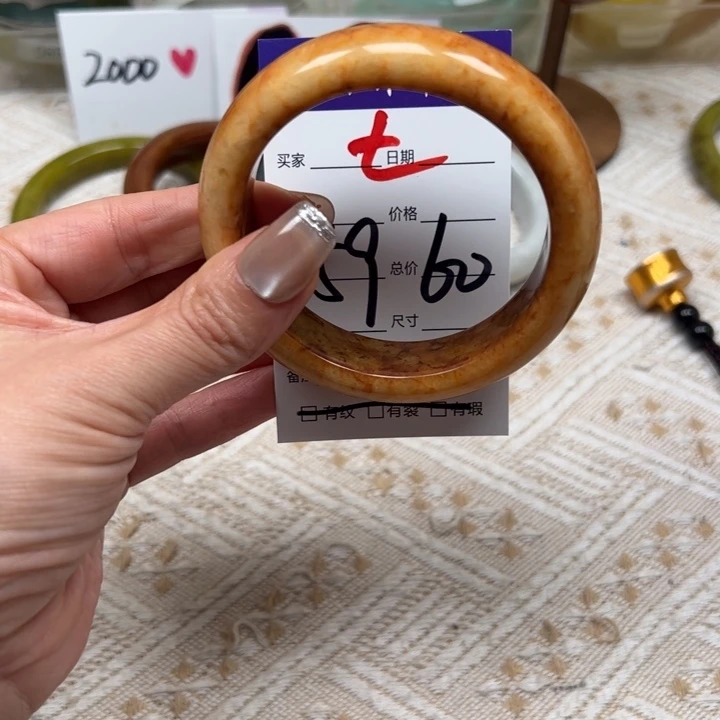 2000
买家 七 日期
价格
59 总价 60
尺寸
备
有纹 有裂 有瑕